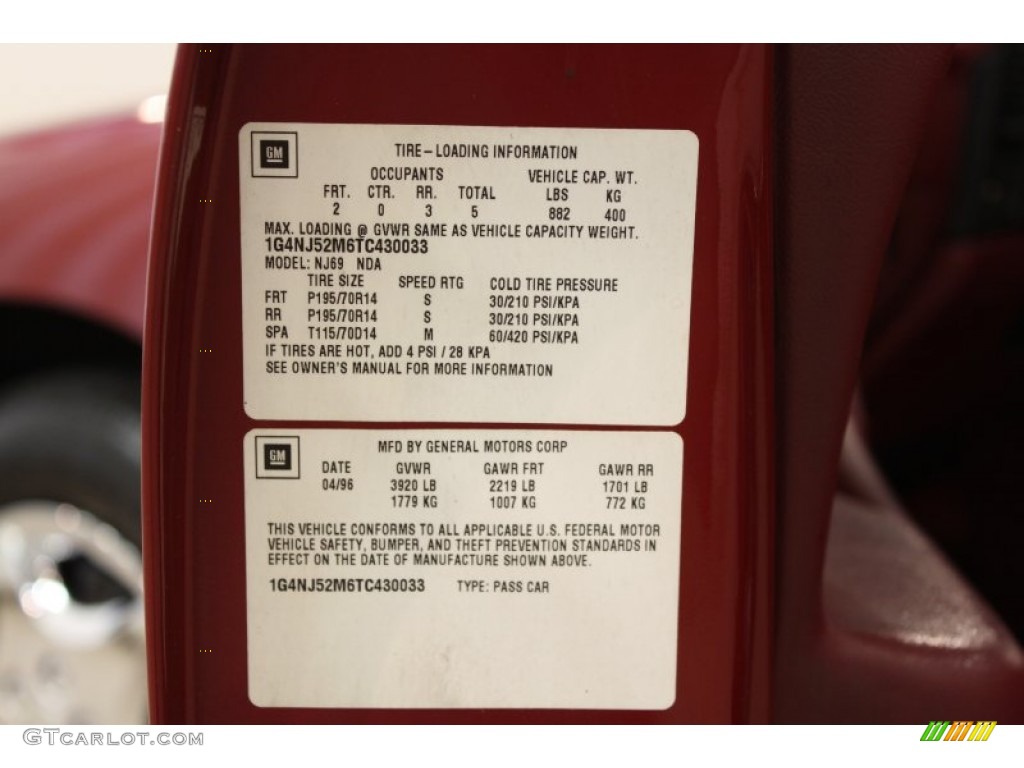 GM
TIRE-LOADING INFORMATION
OCCUPANTS VEHICLE CAP. WT.
FRT. CTR. RR. TOTAL LBS KG
2 0 3 5 882 400
MAX. LOADING @ GVWR SAME AS VEHICLE CAPACITY WEIGHT.
1G4NJ52M6TC430033
MODEL: NJ69 NDA
TIRE SIZE SPEED RTG COLD TIRE PRESSURE
FRT P195/70R14 S 30/210 PSI/KPA
RR P195/70R14 S 30/210 PSI/KPA
SPA T115/70D14 M 60/420 PSI/KPA
IF TIRES ARE HOT, ADD 4 PSI / 28 KPA
SEE OWNER'S MANUAL FOR MORE INFORMATION
GM
MFD BY GENERAL MOTORS CORP
DATE GVWR GAWR FRT GAWR RR
04/96 3920 LB 2219 LB 1701 LB
1779 KG 1007 KG 772 KG
THIS VEHICLE CONFORMS TO ALL APPLICABLE U.S. FEDERAL MOTOR
VEHICLE SAFETY, BUMPER, AND THEFT PREVENTION STANDARDS IN
EFFECT ON THE DATE OF MANUFACTURE SHOWN ABOVE.
1G4NJ52M6TC430033 TYPE: PASS CAR
GTCARLOT.COM